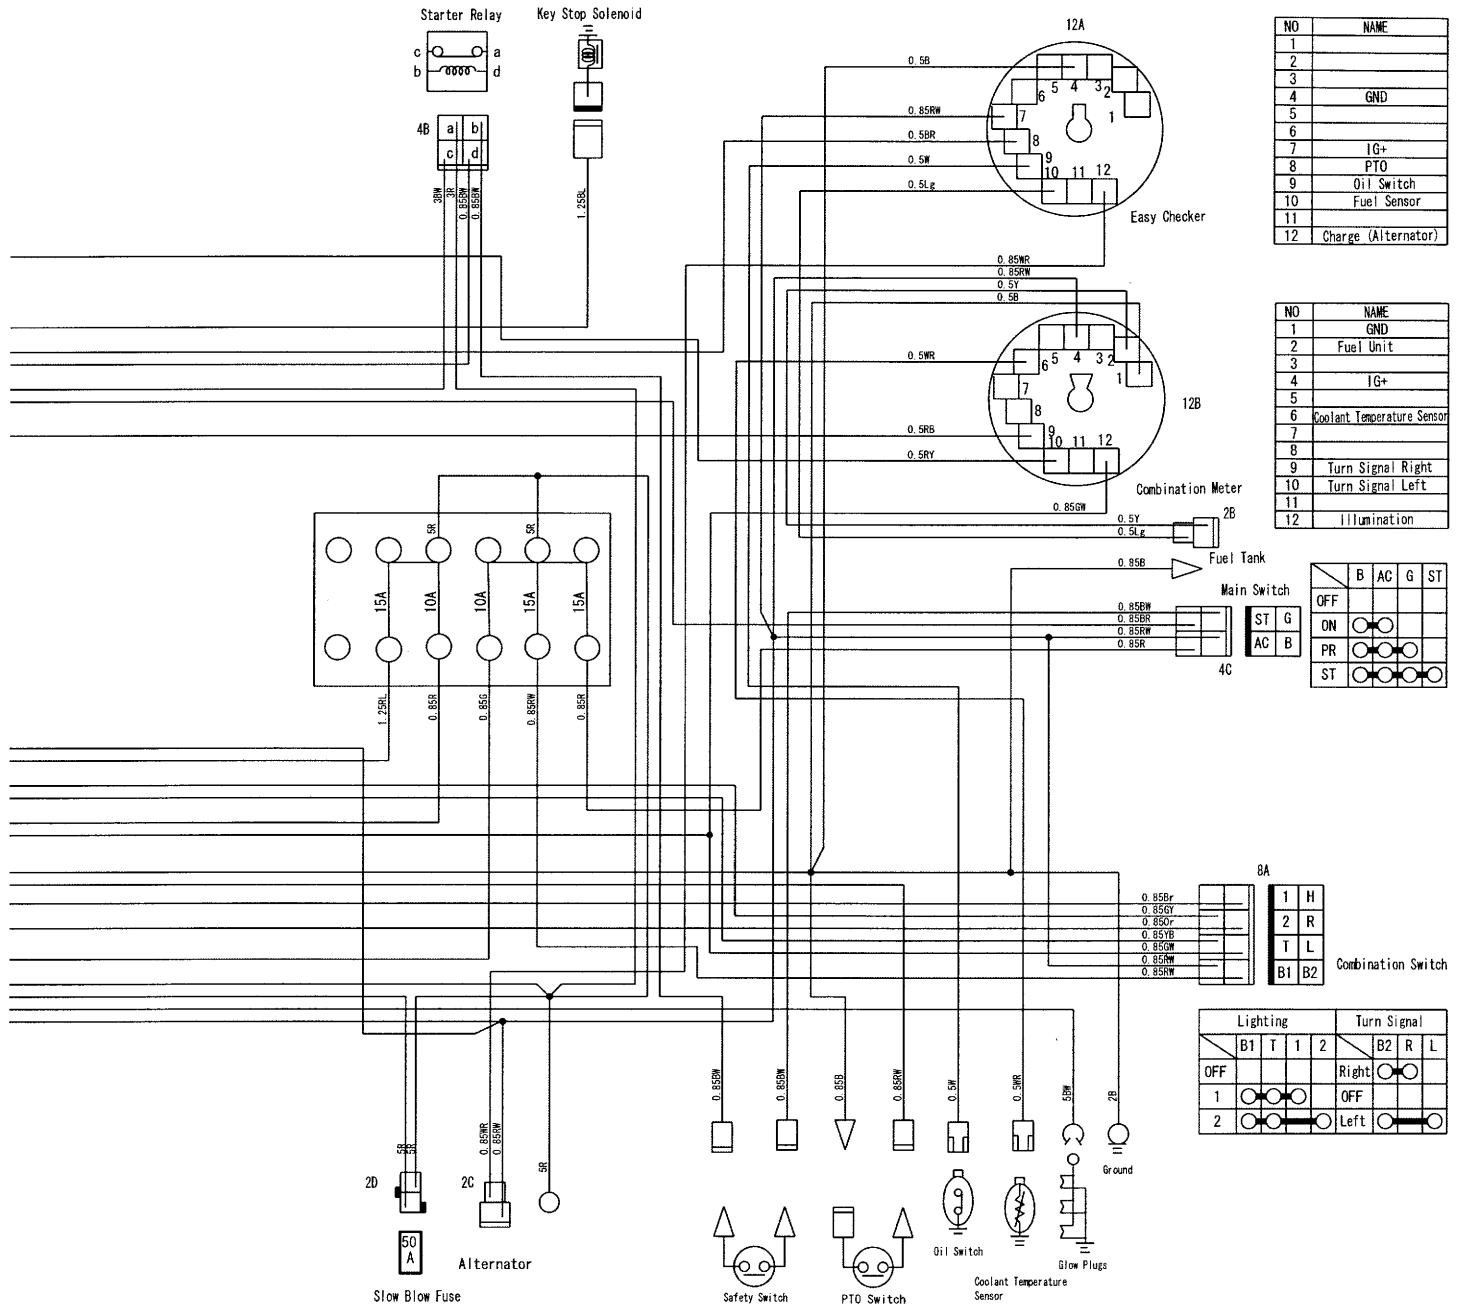 Starter Relay
Key Stop Solenoid
c a
b d
4B
a b
c d
3BW
3R
0.85BW
0.85BW
1.25BL
12A
0.5B
0.85RW
0.5BR
0.5W
0.5Lg
1 2 3 4 5 6 7 8 9 10 11 12
Easy Checker
NO NAME
1
2
3
4 GND
5
6
7 IG+
8 PTO
9 Oil Switch
10 Fuel Sensor
11
12 Charge (Alternator)
0.85WR
0.85RW
0.5Y
0.5B
0.5WR
0.5RB
0.5RY
0.85GW
1 2 3 4 5 6 7 8 9 10 11 12
12B
Combination Meter
NO NAME
1 GND
2 Fuel Unit
3
4 IG+
5
6 Coolant Temperature Sensor
7
8
9 Turn Signal Right
10 Turn Signal Left
11
12 Illumination
0.5Y
0.5Lg
2B
Fuel Tank
0.85B
Main Switch
0.85BW
0.85BR
0.85RW
0.85R
ST G
AC B
4C
B AC G ST
OFF
ON
PR
ST
5R
5R
15A
10A
10A
15A
15A
1.25RL
0.85R
0.85G
0.85RW
0.85R
8A
0.85Br
0.85GY
0.85Or
0.85YB
0.85GW
0.85RW
0.85RW
1 H
2 R
T L
B1 B2
Combination Switch
Lighting Turn Signal
B1 T 1 2 B2 R L
OFF Right
1 OFF
2 Left
5R
5R
0.85WR
0.85RW
5R
0.85BW
0.85BW
0.85B
0.85RW
0.5W
0.5WR
5BW
2B
2D
50
A
Slow Blow Fuse
2C
Alternator
Safety Switch
PTO Switch
Oil Switch
Coolant Temperature
Sensor
Glow Plugs
Ground